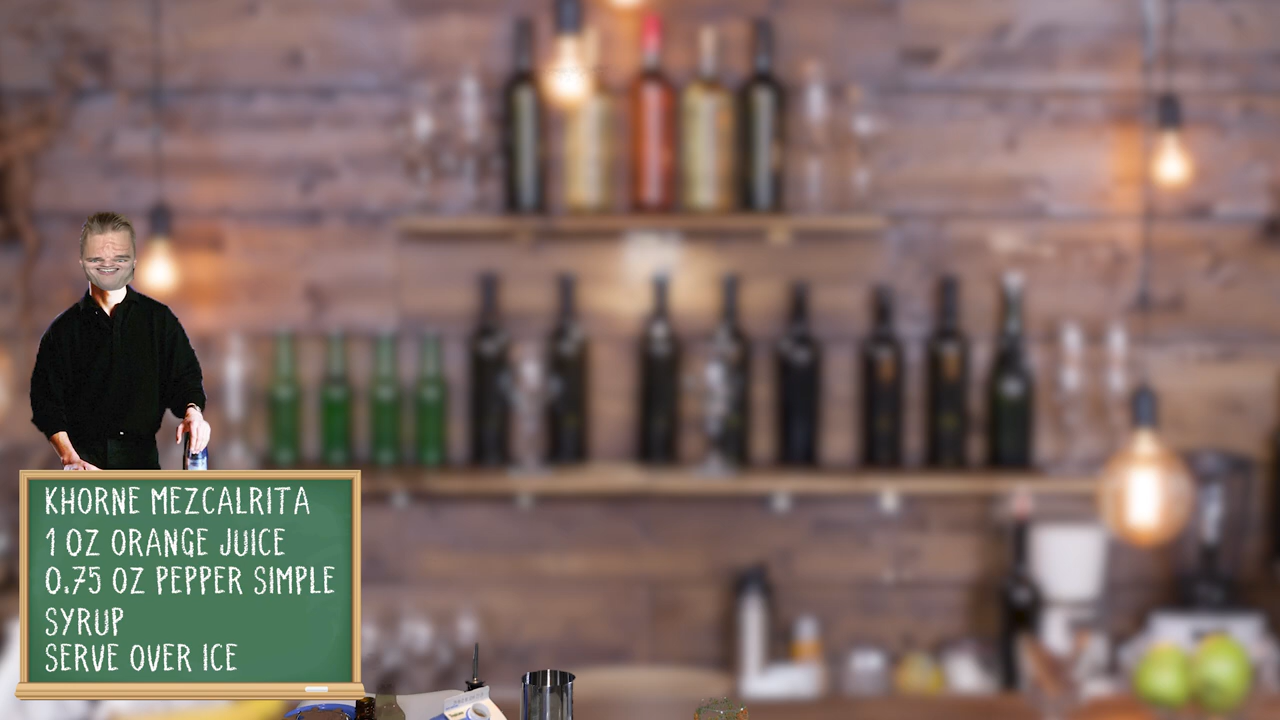 KHORNE MEZCALRITA
1 OZ ORANGE JUICE
0.75 OZ PEPPER SIMPLE
SYRUP
SERVE OVER ICE